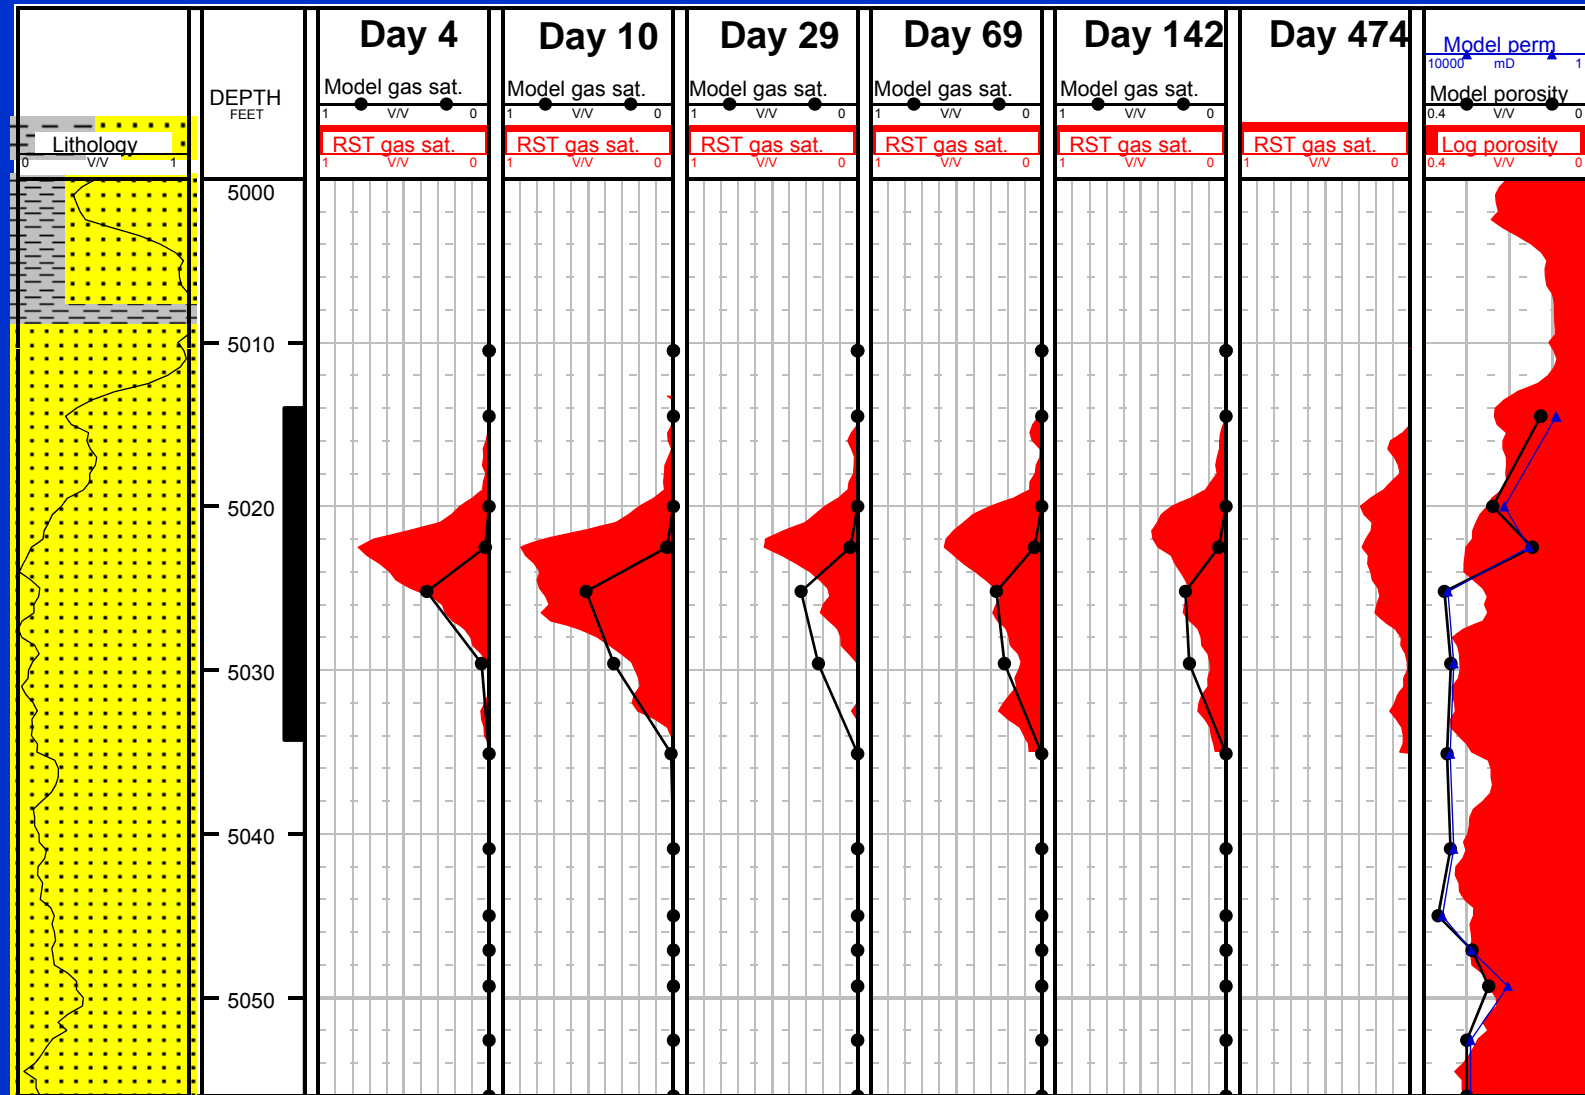 Day 4 Day 10 Day 29 Day 69 Day 142 Day 474
Model perm
10000 mD 1
DEPTH
FEET
Model gas sat. Model gas sat. Model gas sat. Model gas sat. Model gas sat. Model porosity
1 V/V 0 1 V/V 0 1 V/V 0 1 V/V 0 1 V/V 0 0.4 V/V 0
Lithology RST gas sat. RST gas sat. RST gas sat. RST gas sat. RST gas sat. RST gas sat. Log porosity
0 V/V 1 1 V/V 0 1 V/V 0 1 V/V 0 1 V/V 0 1 V/V 0 1 V/V 0 0.4 V/V 0
5000
5010
5020
5030
5040
5050